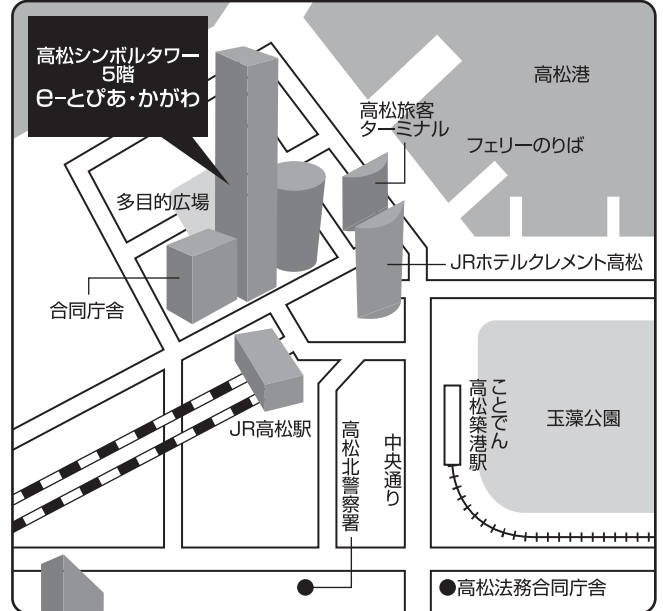 高松シンボルタワー
5階
e-とぴあ・かがわ
高松港
高松旅客
ターミナル
フェリーのりば
多目的広場
JRホテルクレメント高松
合同庁舎
JR高松駅
ことでん
高松築港駅
玉藻公園
中央通り
高松北警察署
高松法務合同庁舎